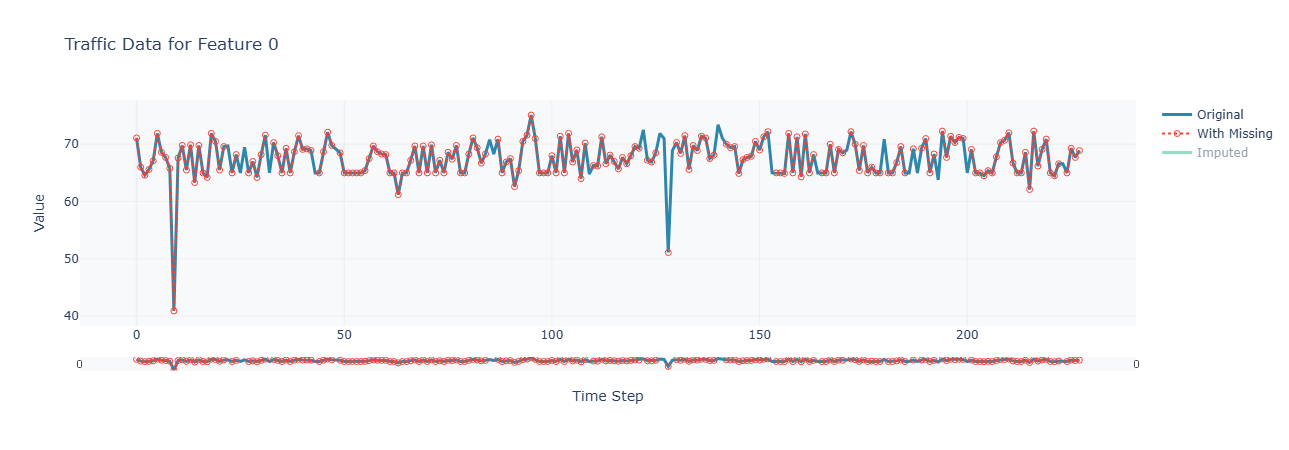 Traffic Data for Feature 0
Original
With Missing
Imputed
70
60
50
40
Value
0
50
100
150
200
0
0
Time Step